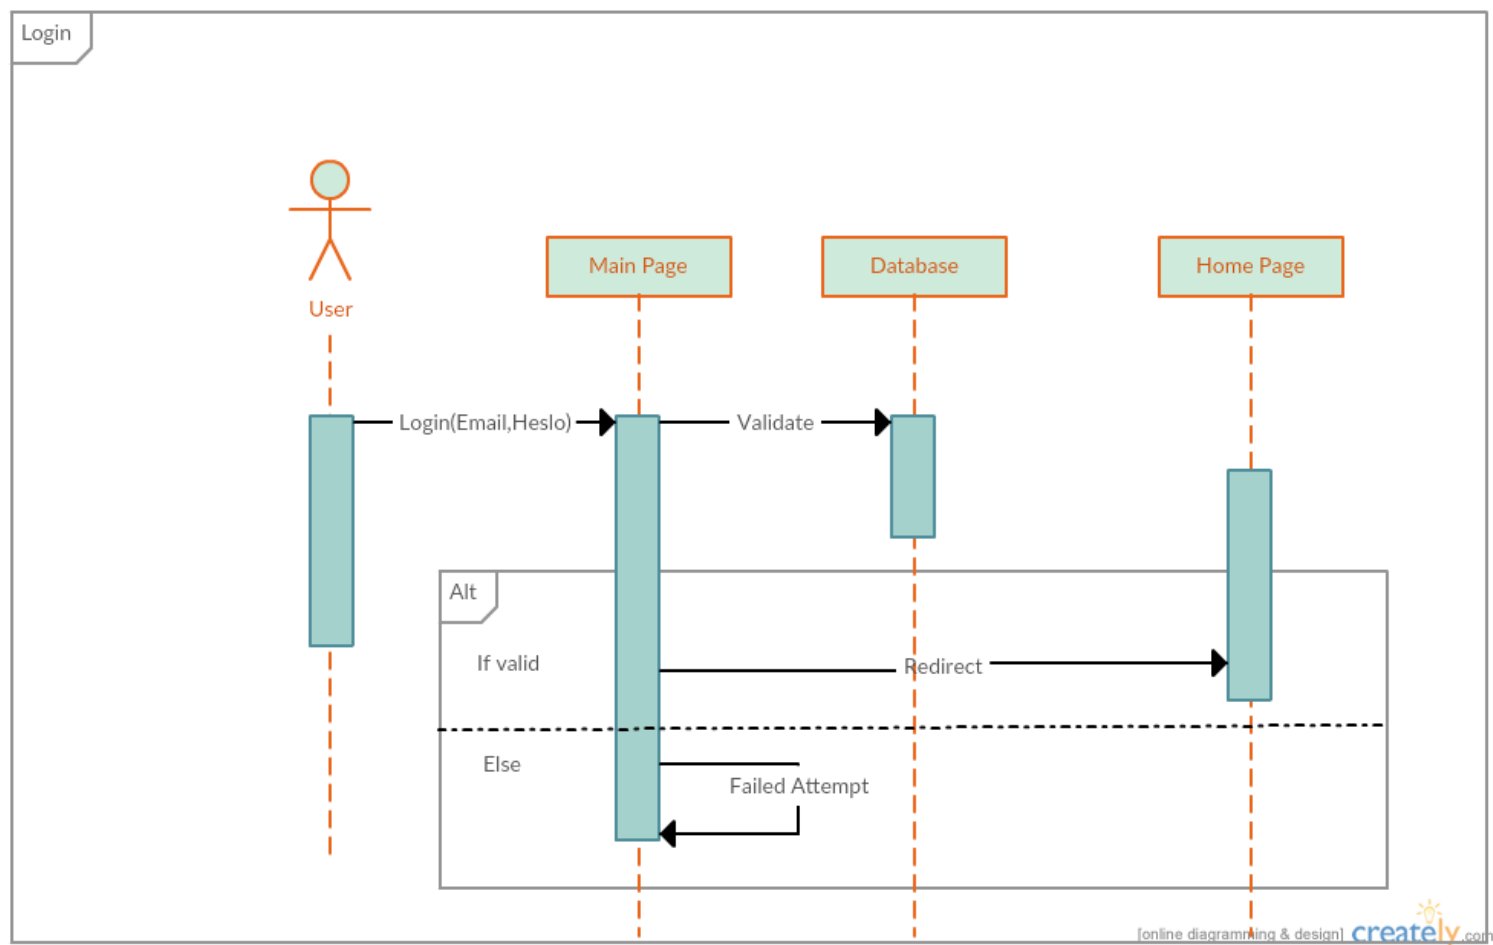 Login
User
Main Page
Database
Home Page
Login(Email,Heslo)
Validate
Alt
If valid
Redirect
Else
Failed Attempt
[online diagramming & design] creately.com